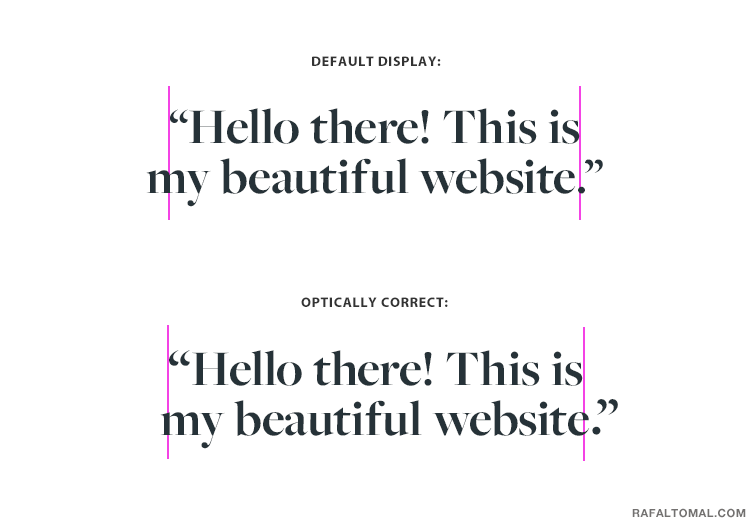 DEFAULT DISPLAY:
“Hello there! This is
my beautiful website.”
OPTICALLY CORRECT:
“Hello there! This is
my beautiful website.”
RAFALTOMAL.COM